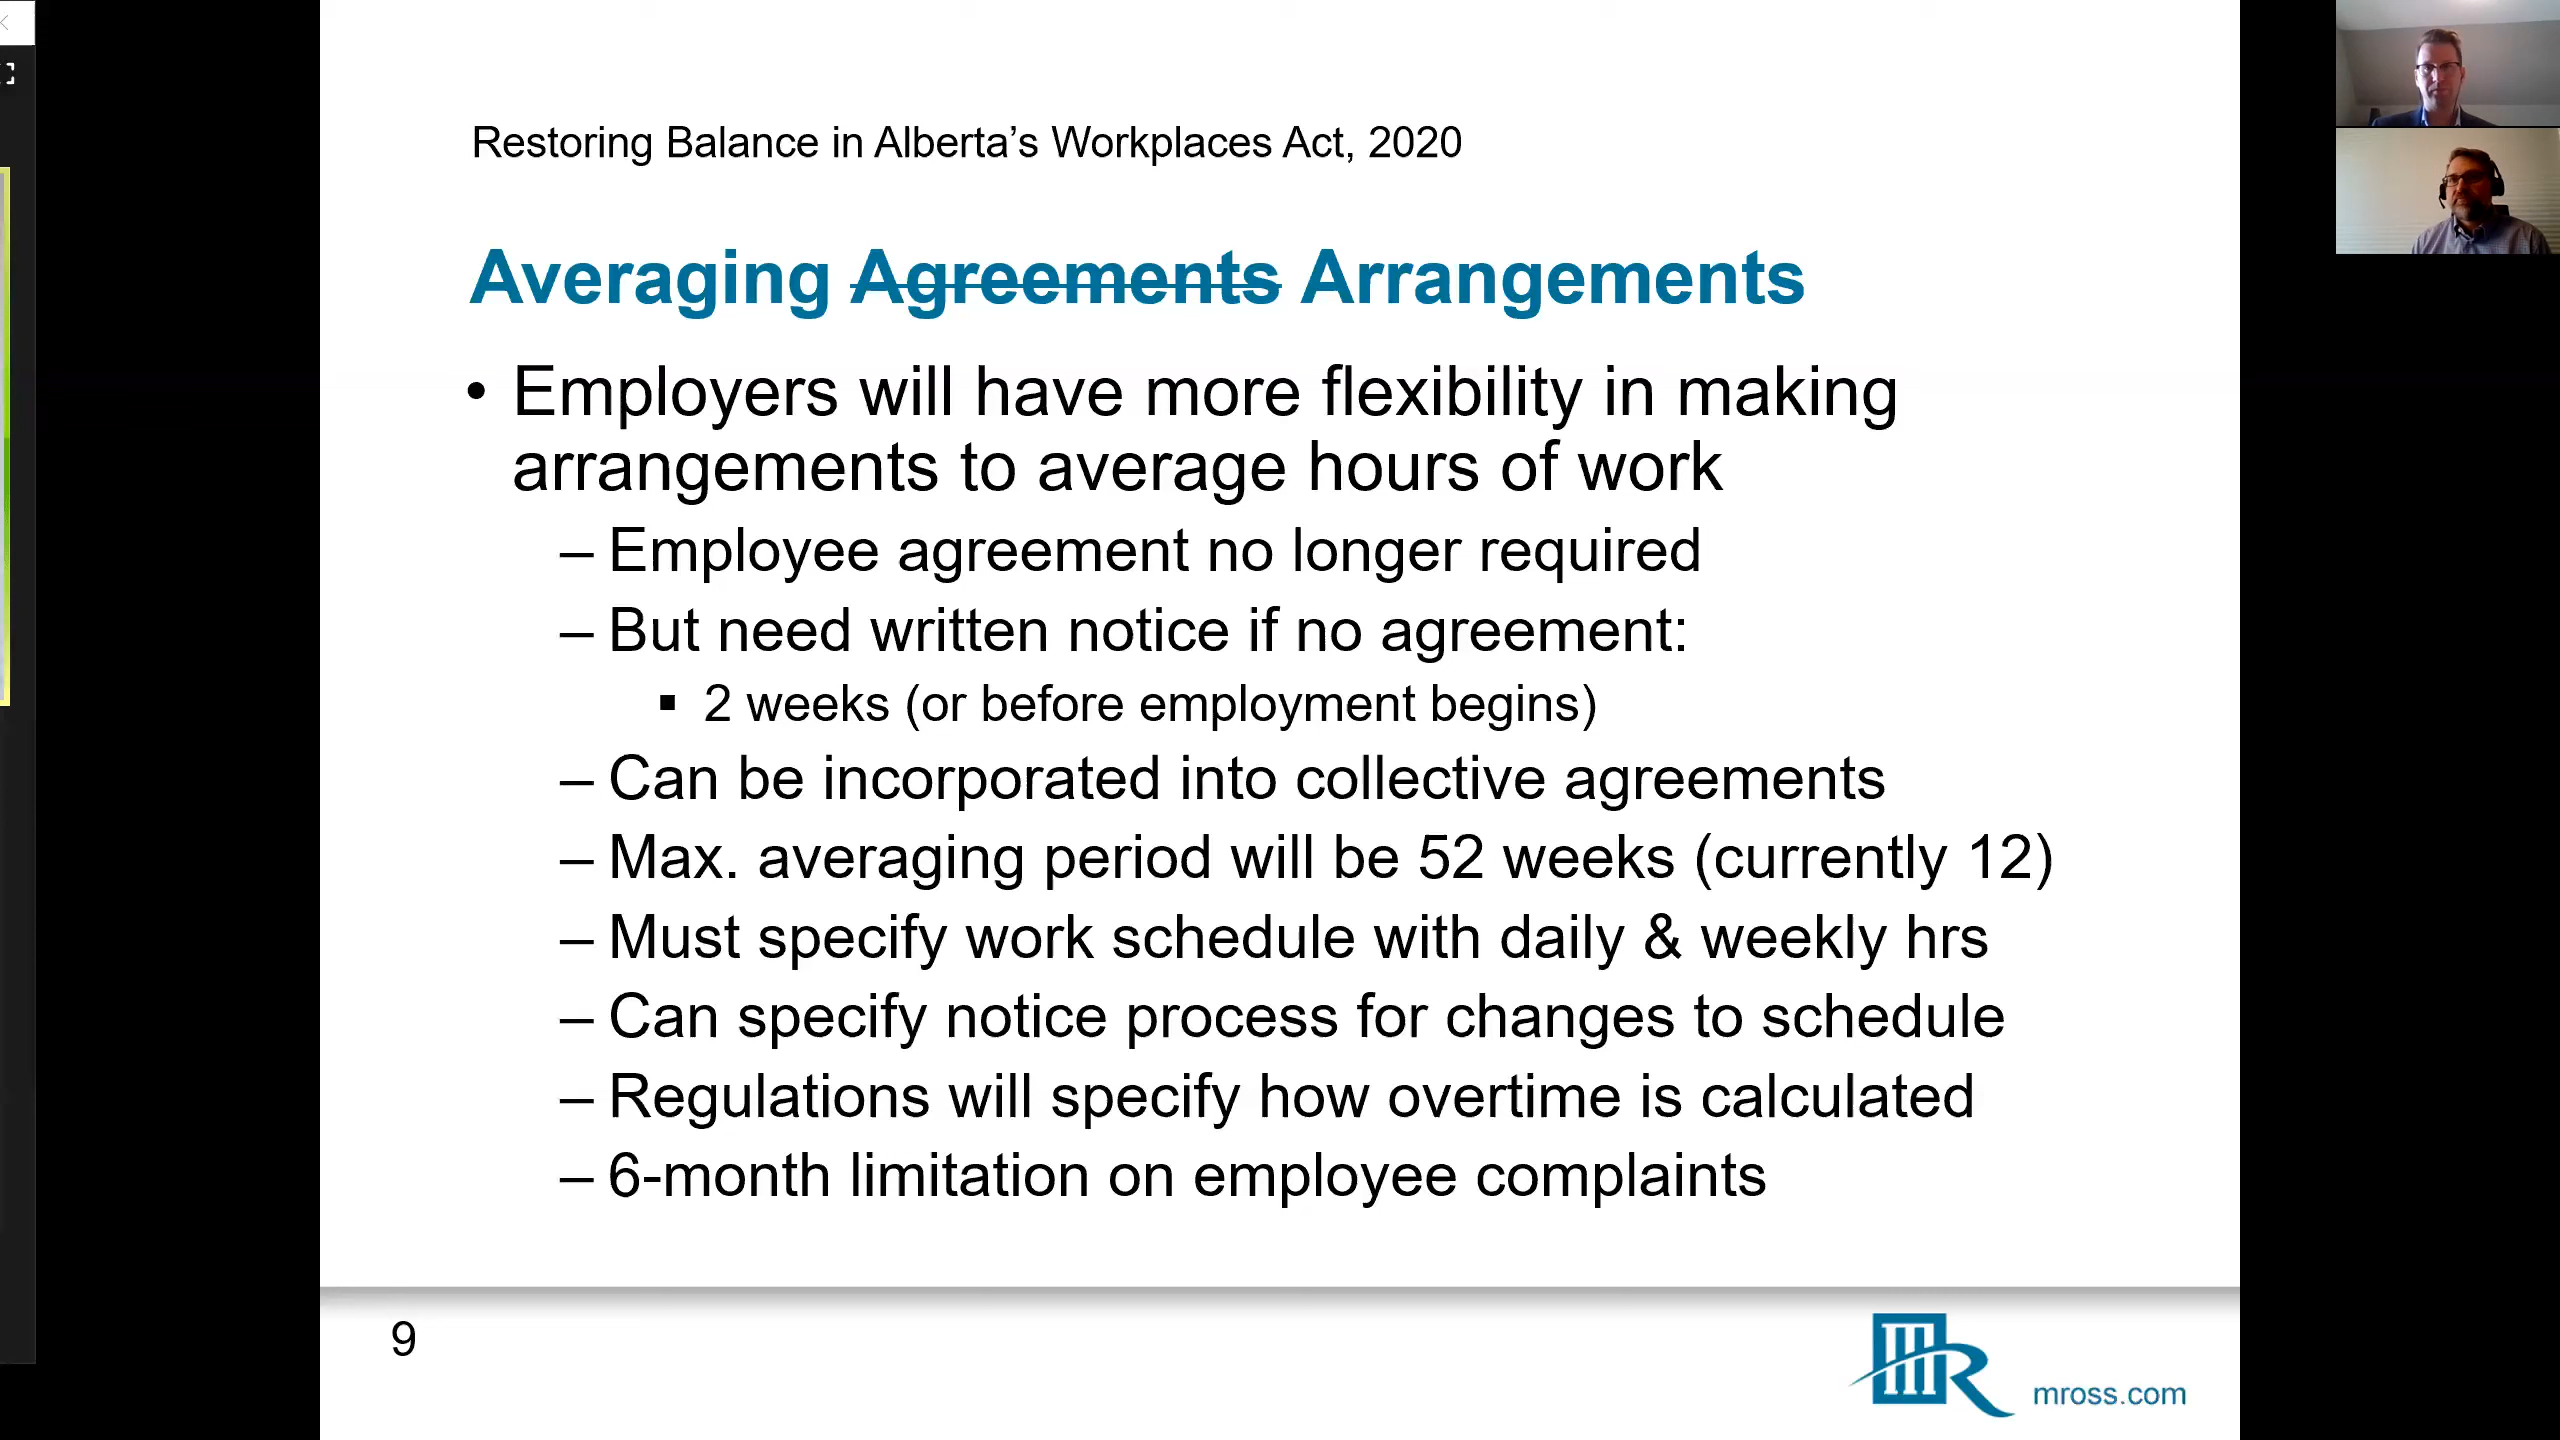 Restoring Balance in Alberta’s Workplaces Act, 2020
Averaging Agreements Arrangements
• Employers will have more flexibility in making
arrangements to average hours of work
– Employee agreement no longer required
– But need written notice if no agreement:
▪ 2 weeks (or before employment begins)
– Can be incorporated into collective agreements
– Max. averaging period will be 52 weeks (currently 12)
– Must specify work schedule with daily & weekly hrs
– Can specify notice process for changes to schedule
– Regulations will specify how overtime is calculated
– 6-month limitation on employee complaints
9
mross.com